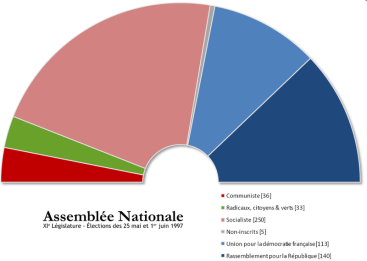 Assemblée Nationale
XIᵉ Législature - Élections des 25 mai et 1ᵉʳ juin 1997
Communiste [36]
Radicaux, citoyens & verts [33]
Socialiste [250]
Non-inscrits [5]
Union pour la démocratie française[113]
Rassemblement pour la République [140]